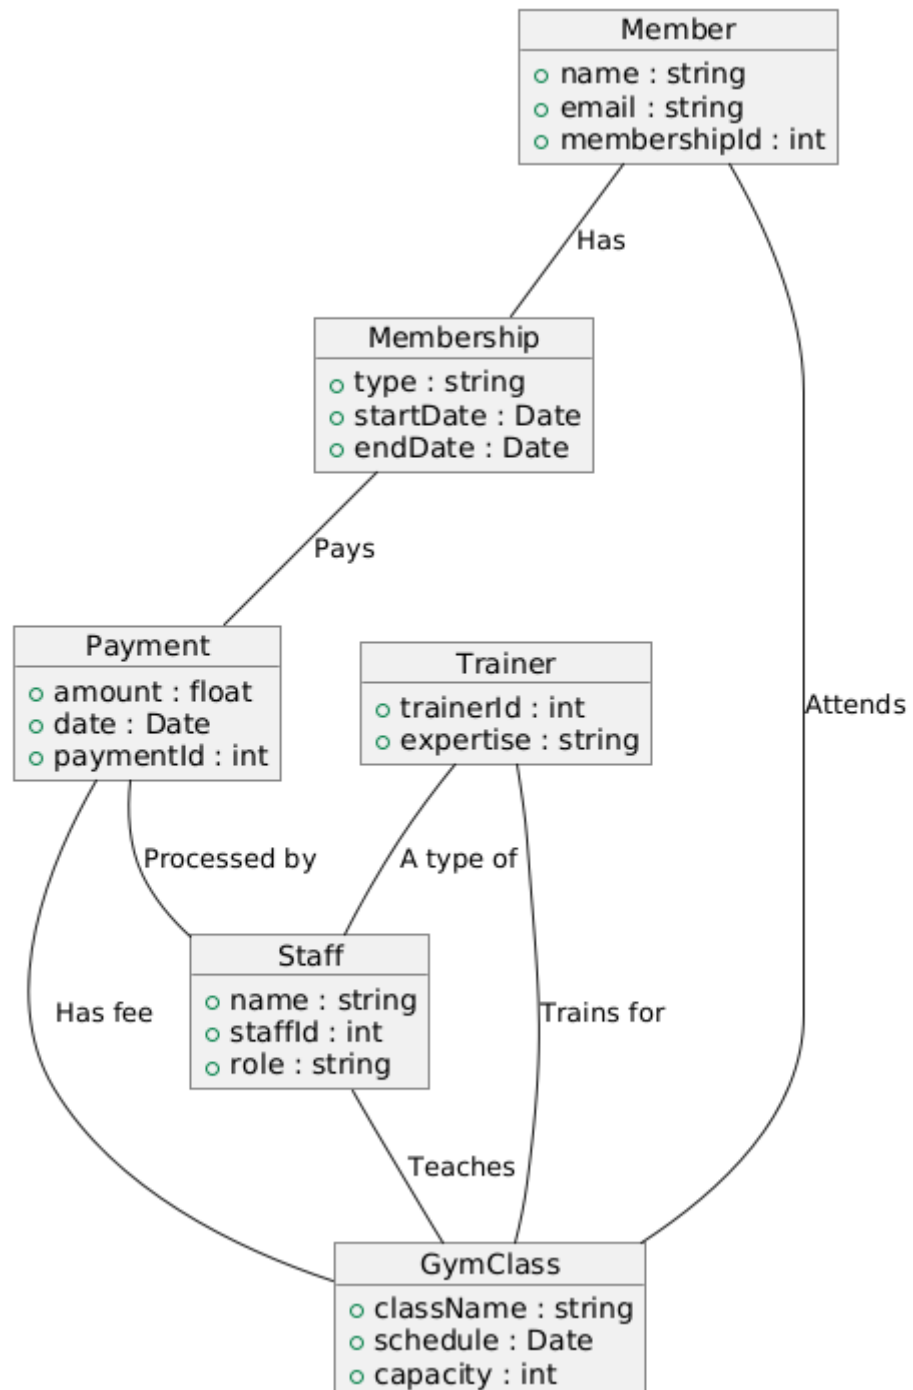 Member
name : string
email : string
membershipId : int
Has
Membership
type : string
startDate : Date
endDate : Date
Pays
Payment
amount : float
date : Date
paymentId : int
Trainer
trainerId : int
expertise : string
Attends
Processed by
A type of
Staff
name : string
staffId : int
role : string
Has fee
Trains for
Teaches
GymClass
className : string
schedule : Date
capacity : int